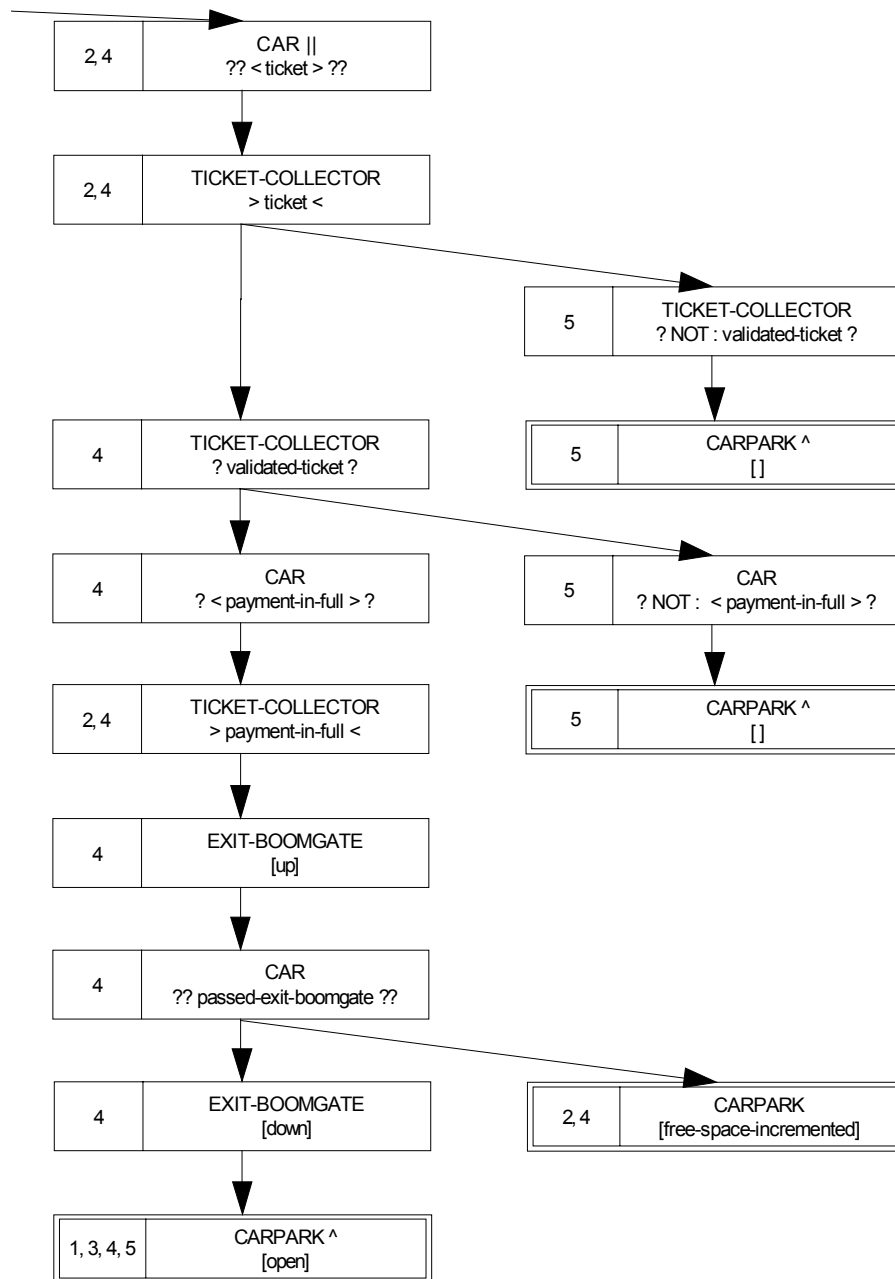 2, 4
CAR ||
?? < ticket > ??
2, 4
TICKET-COLLECTOR
> ticket <
5
TICKET-COLLECTOR
? NOT : validated-ticket ?
4
TICKET-COLLECTOR
? validated-ticket ?
5
CARPARK ^
[ ]
4
CAR
? < payment-in-full > ?
5
CAR
? NOT : < payment-in-full > ?
2, 4
TICKET-COLLECTOR
> payment-in-full <
5
CARPARK ^
[ ]
4
EXIT-BOOMGATE
[up]
4
CAR
?? passed-exit-boomgate ??
4
EXIT-BOOMGATE
[down]
2, 4
CARPARK
[free-space-incremented]
1, 3, 4, 5
CARPARK ^
[open]